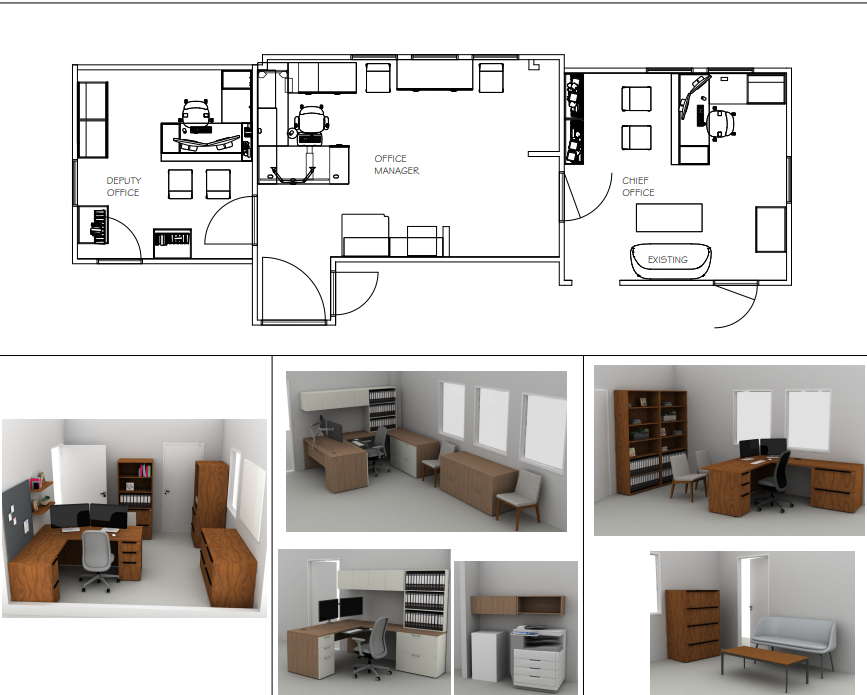 OFFICE
MANAGER
DEPUTY
OFFICE
CHIEF
OFFICE
EXISTING